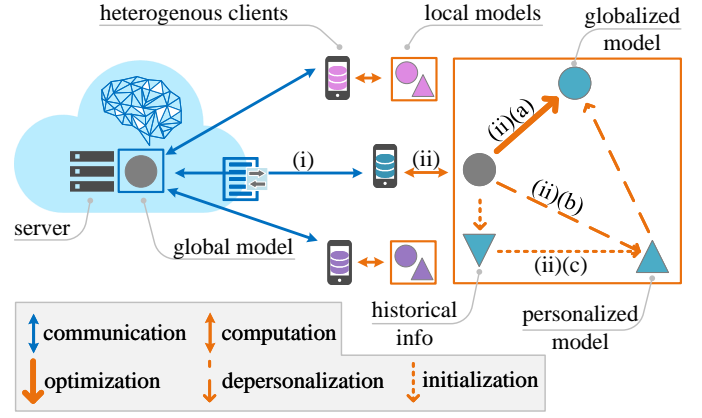 heterogenous clients
local models
globalized
model
(ii)(a)
(i)
(ii)
(ii)(b)
server
global model
(ii)(c)
historical
info
personalized
model
communication
computation
optimization
depersonalization
initialization